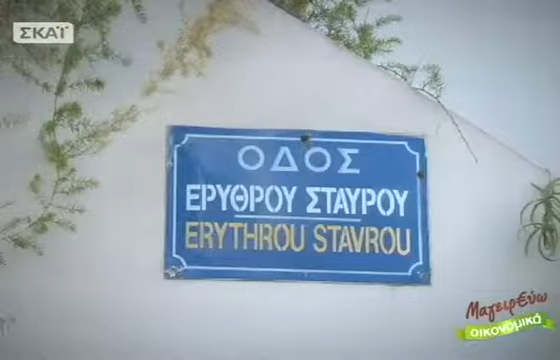 ΣΚΑΪ
ΟΔΟΣ
ΕΡΥΘΡΟΥ ΣΤΑΥΡΟΥ
ERYTHROU STAVROU
ΜαγειρΕύω
οικονομικά